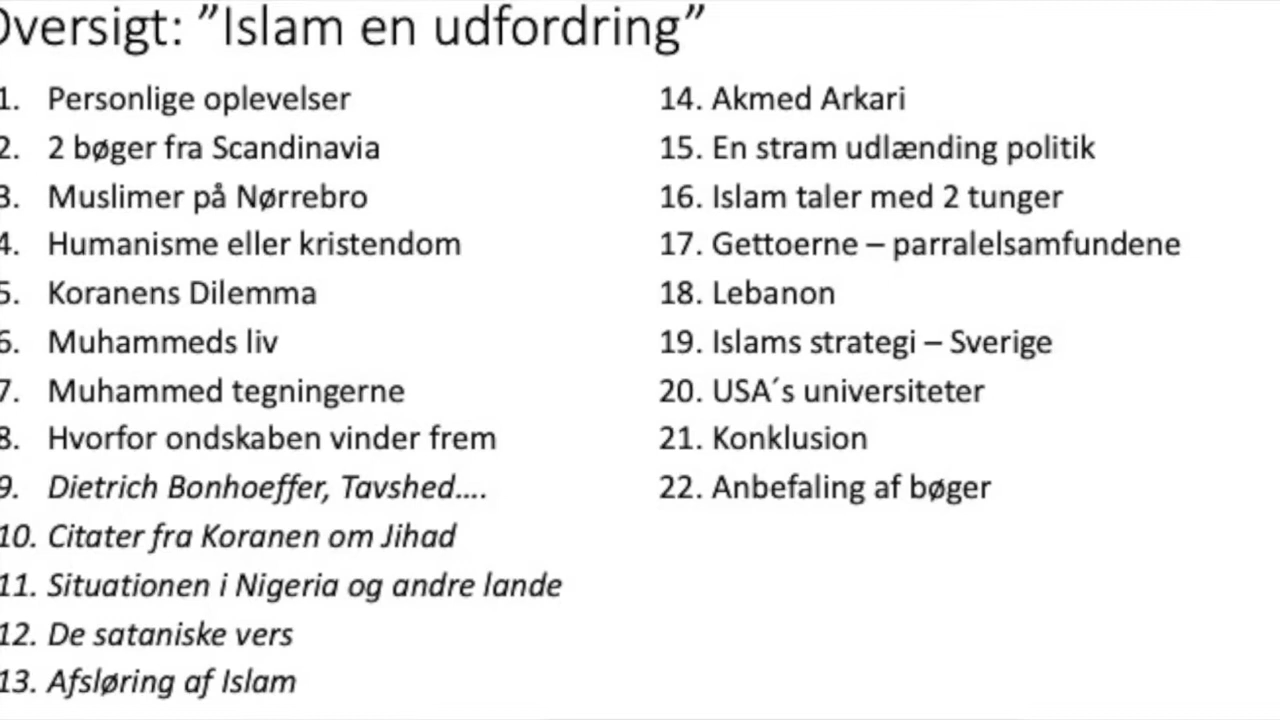 Oversigt: ”Islam en udfordring”
1. Personlige oplevelser
2. 2 bøger fra Scandinavia
3. Muslimer på Nørrebro
4. Humanisme eller kristendom
5. Koranens Dilemma
6. Muhammeds liv
7. Muhammed tegningerne
8. Hvorfor ondskaben vinder frem
9. Dietrich Bonhoeffer, Tavshed....
10. Citater fra Koranen om Jihad
11. Situationen i Nigeria og andre lande
12. De sataniske vers
13. Afsløring af Islam
14. Akmed Arkari
15. En stram udlænding politik
16. Islam taler med 2 tunger
17. Gettoerne – parralelsamfundene
18. Lebanon
19. Islams strategi – Sverige
20. USA´s universiteter
21. Konklusion
22. Anbefaling af bøger